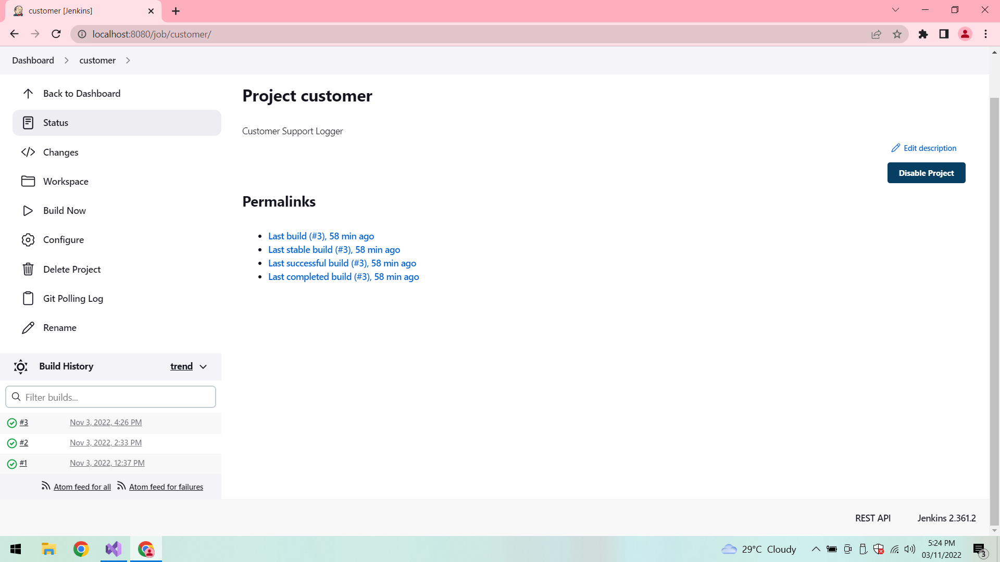 customer [Jenkins]
localhost:8080/job/customer/
Dashboard
customer
Back to Dashboard
Status
Changes
Workspace
Build Now
Configure
Delete Project
Git Polling Log
Rename
Build History
trend
Filter builds...
#3 Nov 3, 2022, 4:26 PM
#2 Nov 3, 2022, 2:33 PM
#1 Nov 3, 2022, 12:37 PM
Atom feed for all
Atom feed for failures
Project customer
Customer Support Logger
Edit description
Disable Project
Permalinks
Last build (#3), 58 min ago
Last stable build (#3), 58 min ago
Last successful build (#3), 58 min ago
Last completed build (#3), 58 min ago
REST API
Jenkins 2.361.2
29°C Cloudy
5:24 PM
03/11/2022
3